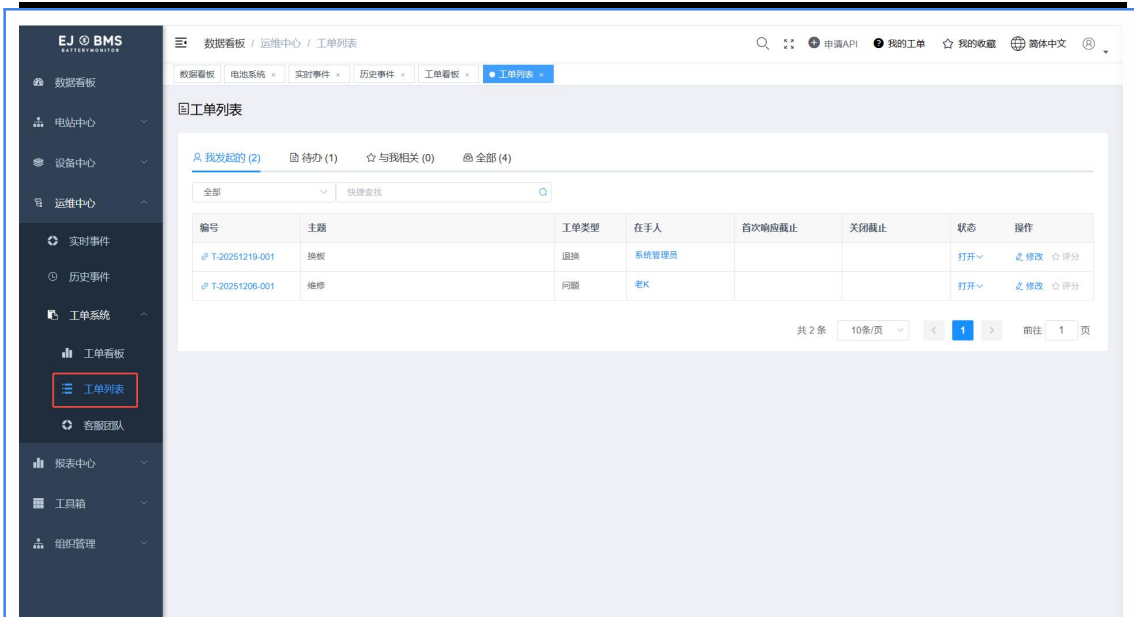 EJ BMS
BATTERYMONITOR
数据看板 / 运维中心 / 工单列表
申请API
我的工单
我的收藏
简体中文
数据看板
电池系统 ×
实时事件 ×
历史事件 ×
工单看板 ×
工单列表 ×
数据看板
电站中心
设备中心
运维中心
实时事件
历史事件
工单系统
工单看板
工单列表
客服团队
报表中心
工具箱
组织管理
工单列表
我发起的 (2)
待办 (1)
与我相关 (0)
全部 (4)
全部
快捷查找
编号 主题 工单类型 在手人 首次响应截止 关闭截止 状态 操作
T-20251219-001 换板 退换 系统管理员 打开 修改 评分
T-20251206-001 维修 问题 老K 打开 修改 评分
共 2 条 10条/页 < 1 > 前往 1 页